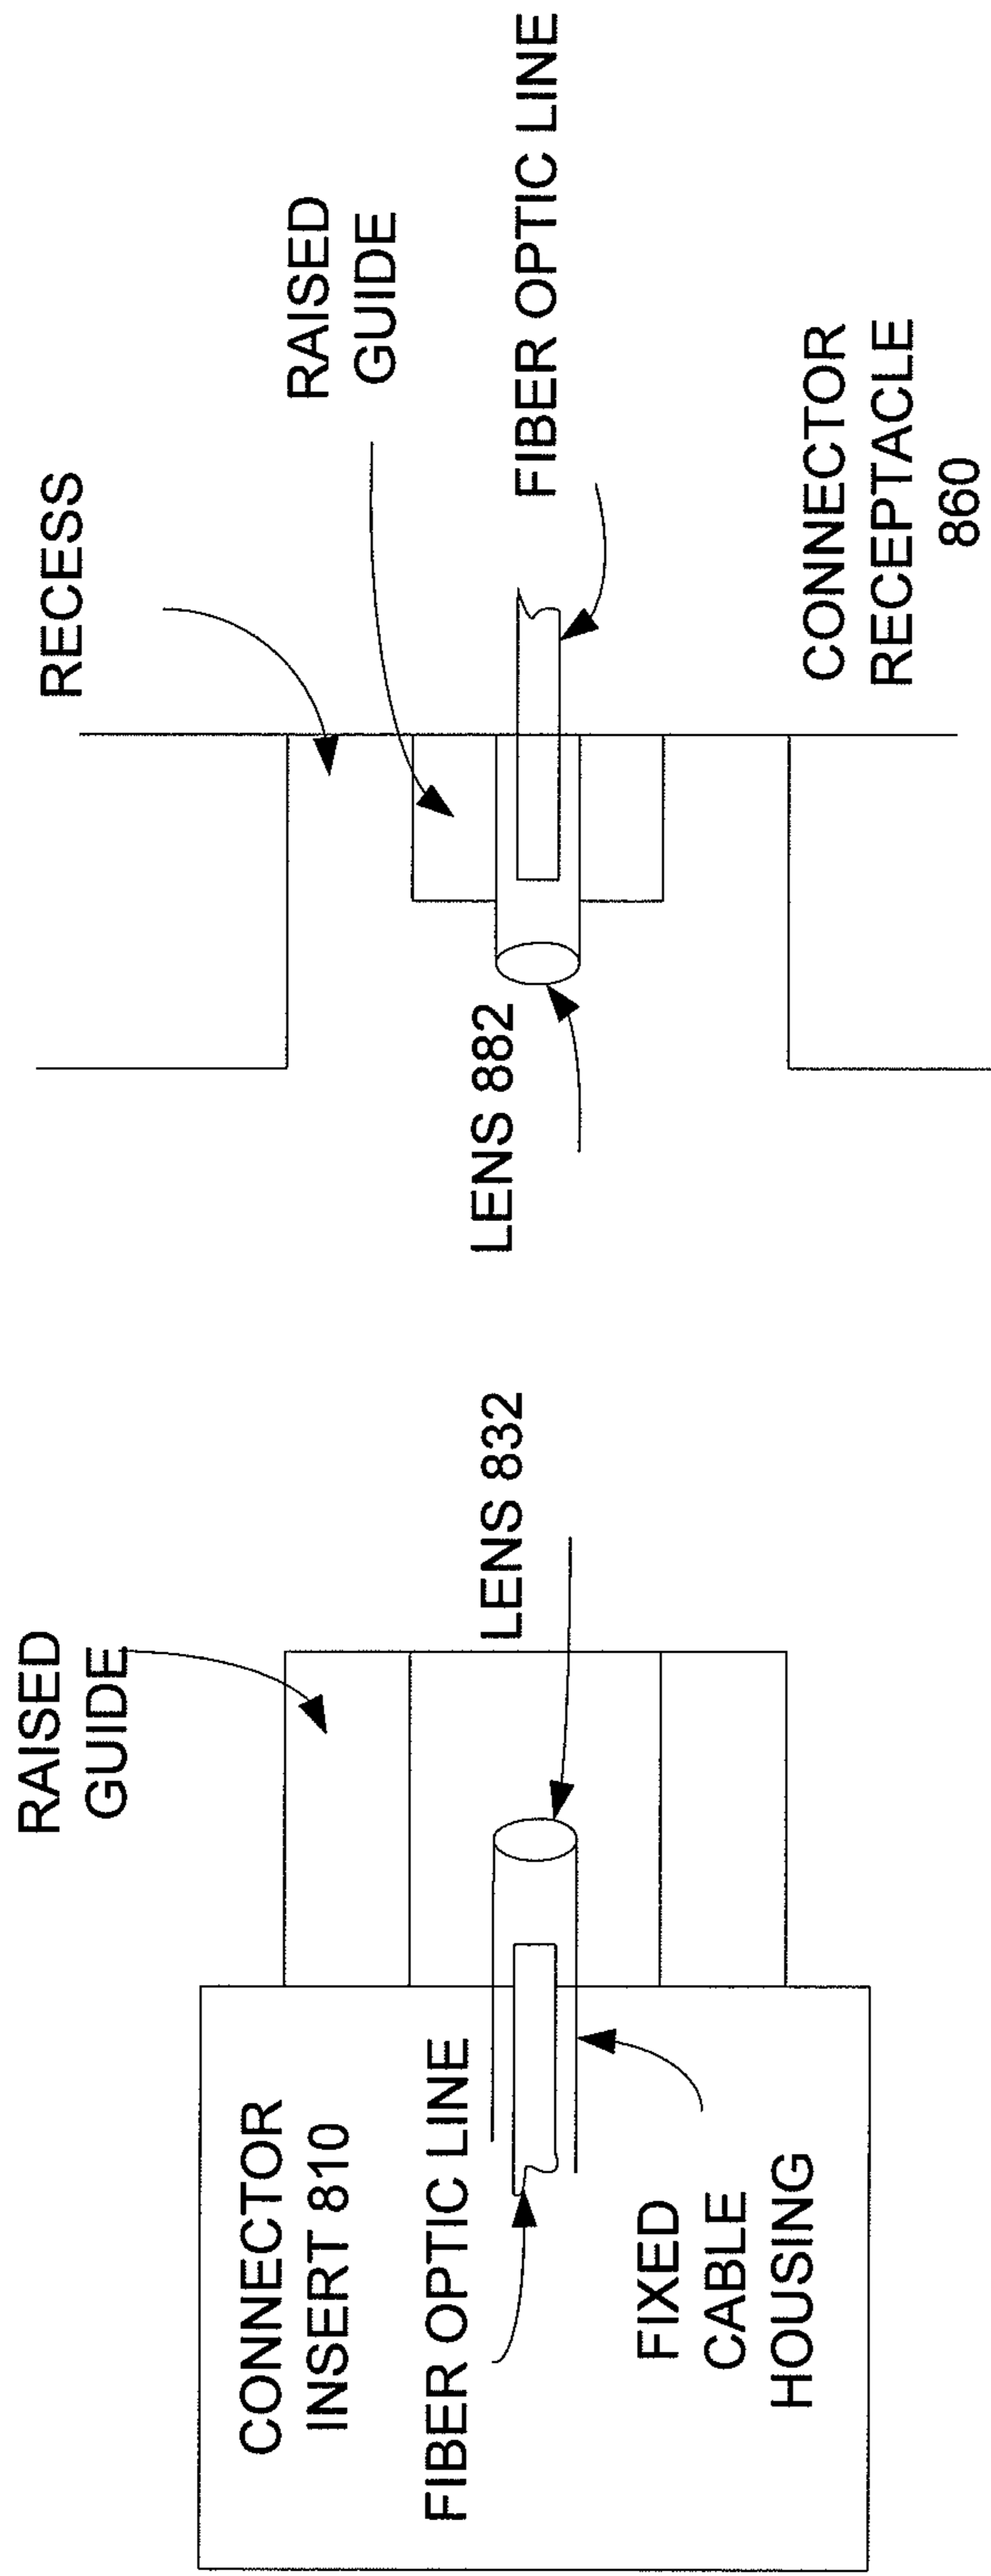 CONNECTOR
INSERT 810
FIBER OPTIC LINE
FIXED
CABLE
HOUSING
RAISED
GUIDE
LENS 832
LENS 882
RECESS
RAISED
GUIDE
FIBER OPTIC LINE
CONNECTOR
RECEPTACLE
860